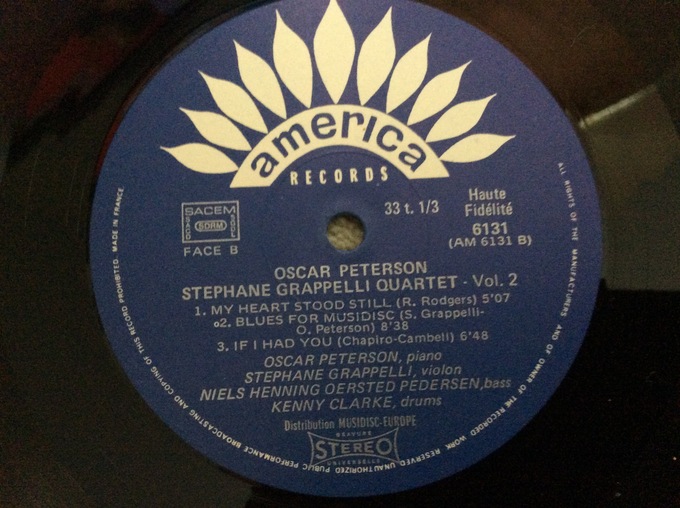 america
RECORDS
SACEM
SACD
SDRM
SGDL
FACE B
33 t. 1/3
Haute
Fidélité
6131
(AM 6131 B)
OSCAR PETERSON
STEPHANE GRAPPELLI QUARTET - Vol. 2
1. MY HEART STOOD STILL (R. Rodgers) 5'07
o2. BLUES FOR MUSIDISC (S. Grappelli-
O. Peterson) 8'38
3. IF I HAD YOU (Chapiro-Cambell) 6'48
OSCAR PETERSON, piano
STEPHANE GRAPPELLI, violon
NIELS HENNING OERSTED PEDERSEN, bass
KENNY CLARKE, drums
Distribution MUSIDISC-EUROPE
GRAVURE
STEREO
UNIVERSELLE
ALL RIGHTS OF THE MANUFACTURERS AND OF OWNER OF THE RECORDED WORK RESERVED. UNAUTHORIZED PUBLIC PERFORMANCE BROADCASTING AND COPYING OF THIS RECORD PROHIBITED. MADE IN FRANCE.